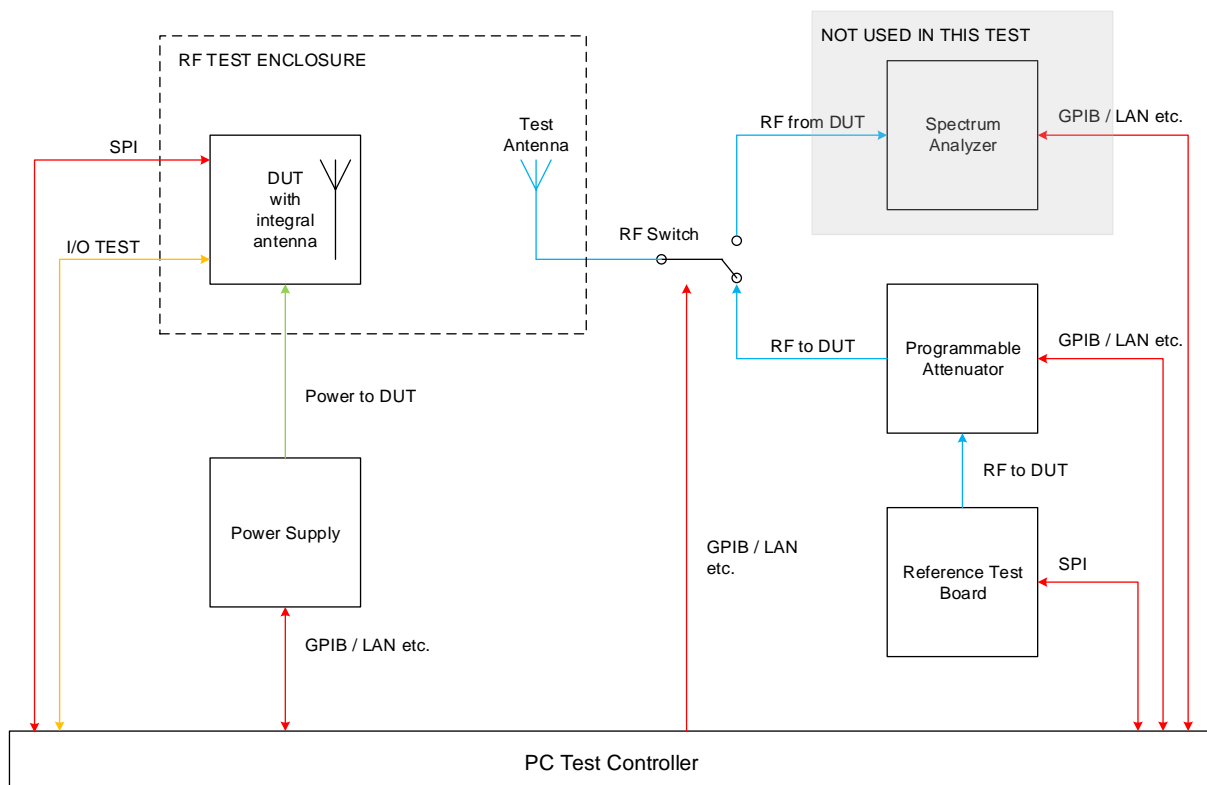 NOT USED IN THIS TEST
RF TEST ENCLOSURE
Test
Antenna
RF from DUT
Spectrum
Analyzer
GPIB / LAN etc.
SPI
DUT
with
integral
antenna
RF Switch
I/O TEST
RF to DUT
Programmable
Attenuator
GPIB / LAN etc.
Power to DUT
RF to DUT
Power Supply
GPIB / LAN
etc.
Reference Test
Board
SPI
GPIB / LAN etc.
PC Test Controller